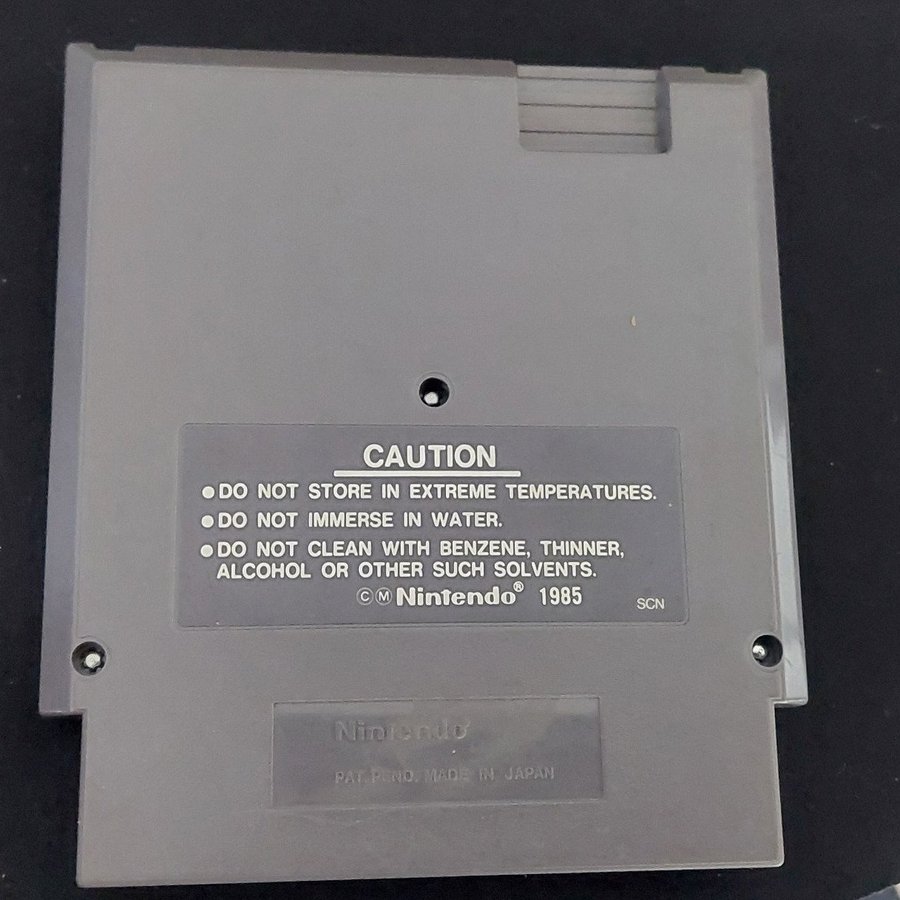 CAUTION
●DO NOT STORE IN EXTREME TEMPERATURES.
●DO NOT IMMERSE IN WATER.
●DO NOT CLEAN WITH BENZENE, THINNER,
ALCOHOL OR OTHER SUCH SOLVENTS.
ⒸⓂ Nintendo® 1985
SCN
Nintendo
PAT. PEND. MADE IN JAPAN